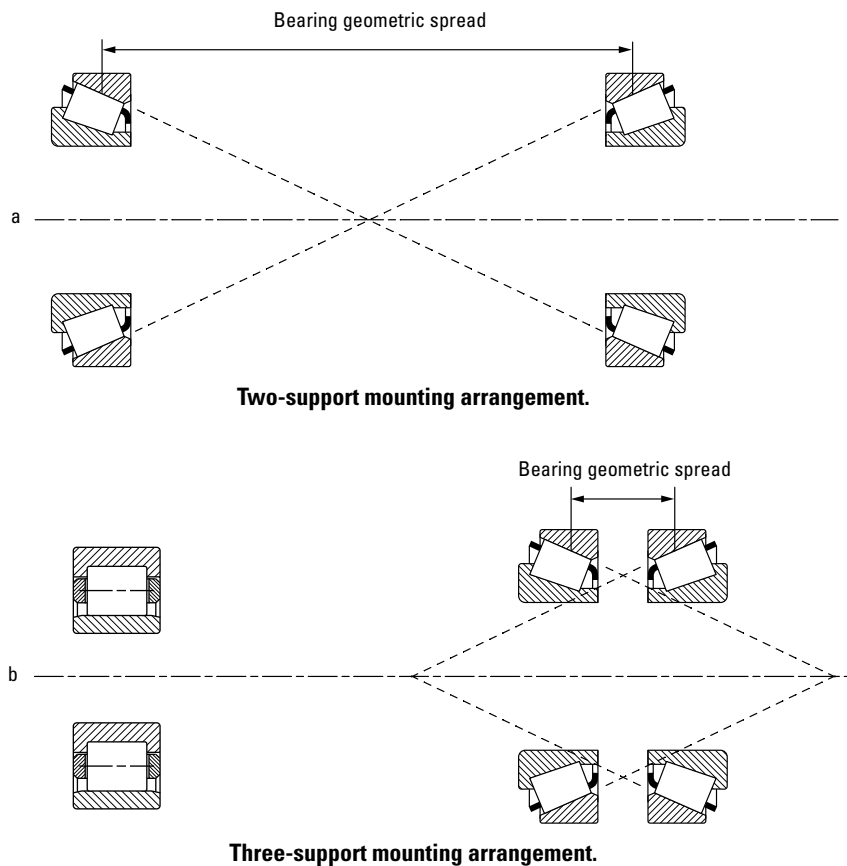 Bearing geometric spread
a
Two-support mounting arrangement.
Bearing geometric spread
b
Three-support mounting arrangement.